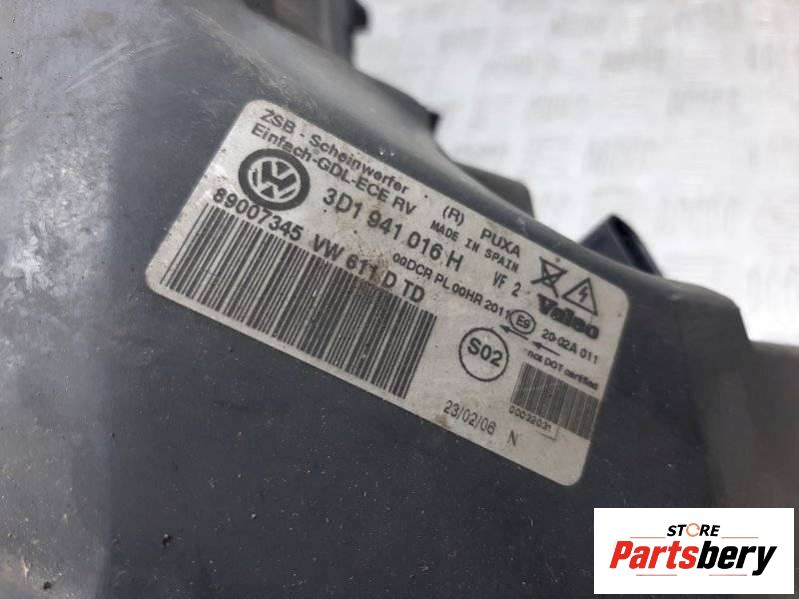 ZSB - Scheinwerfer - (R) PUXA
Einfach-GDL-ECE RV MADE IN SPAIN
3D1 941 016 H VF 2
89007345 VW 611 D TD
00DCR PL 00HR 2011 E9 20-02A 011
Valeo
S02
not DOT certified
00032031
23/02/06 N
STORE
Partsbery